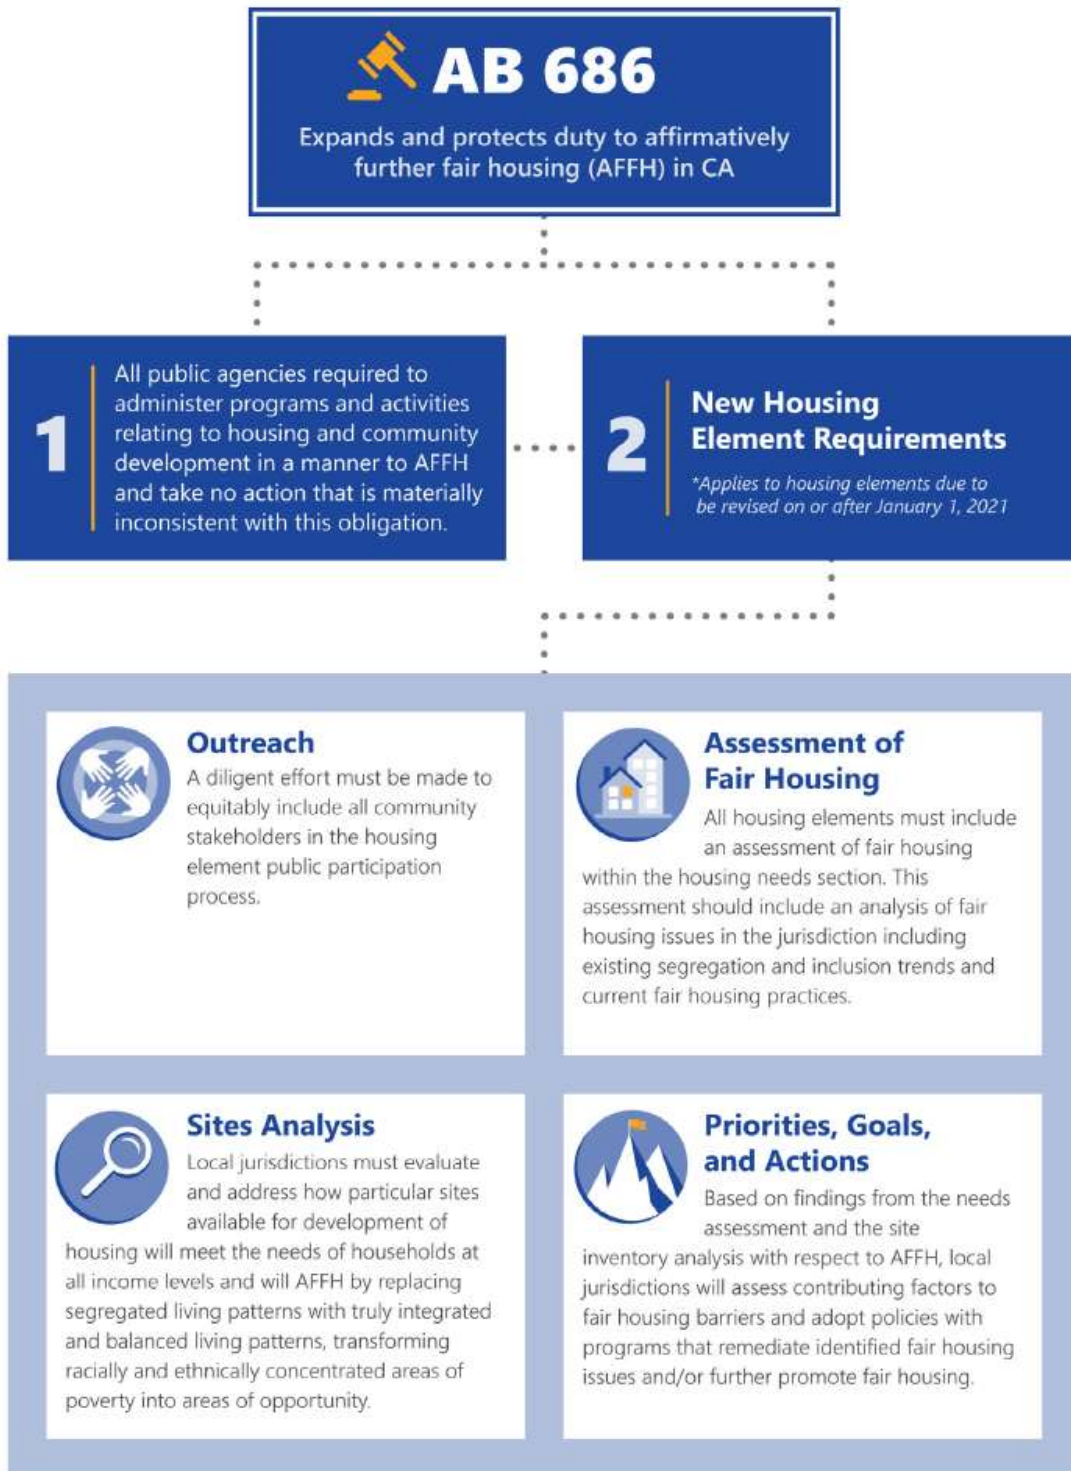 AB 686
Expands and protects duty to affirmatively
further fair housing (AFFH) in CA
1
All public agencies required to
administer programs and activities
relating to housing and community
development in a manner to AFFH
and take no action that is materially
inconsistent with this obligation.
2
New Housing
Element Requirements
*Applies to housing elements due to
be revised on or after January 1, 2021
Outreach
A diligent effort must be made to
equitably include all community
stakeholders in the housing
element public participation
process.
Assessment of
Fair Housing
All housing elements must include
an assessment of fair housing
within the housing needs section. This
assessment should include an analysis of fair
housing issues in the jurisdiction including
existing segregation and inclusion trends and
current fair housing practices.
Sites Analysis
Local jurisdictions must evaluate
and address how particular sites
available for development of
housing will meet the needs of households at
all income levels and will AFFH by replacing
segregated living patterns with truly integrated
and balanced living patterns, transforming
racially and ethnically concentrated areas of
poverty into areas of opportunity.
Priorities, Goals,
and Actions
Based on findings from the needs
assessment and the site
inventory analysis with respect to AFFH, local
jurisdictions will assess contributing factors to
fair housing barriers and adopt policies with
programs that remediate identified fair housing
issues and/or further promote fair housing.